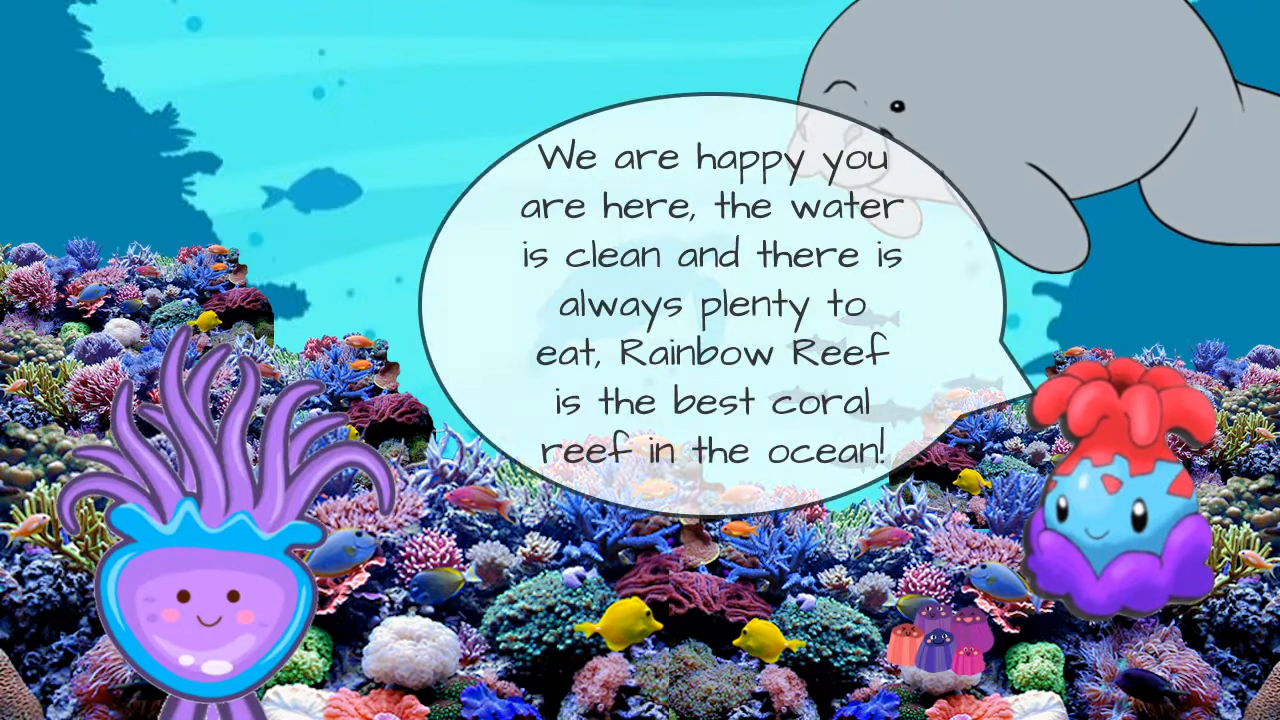 We are happy you
are here, the water
is clean and there is
always plenty to
eat, Rainbow Reef
is the best coral
reef in the ocean!